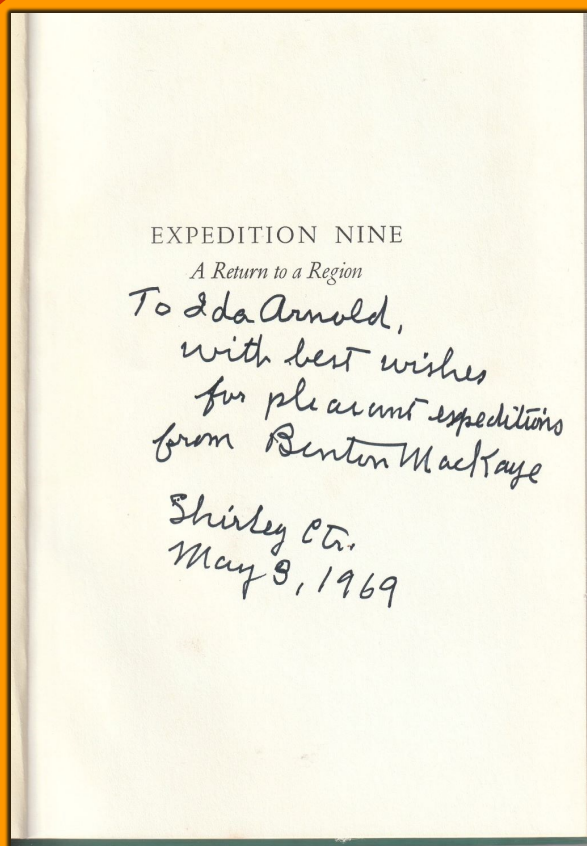 EXPEDITION NINE
A Return to a Region
To Ida Arnold,
with best wishes
for pleasant expeditions
from Benton MacKaye
Shirley Ctr.
May 3, 1969